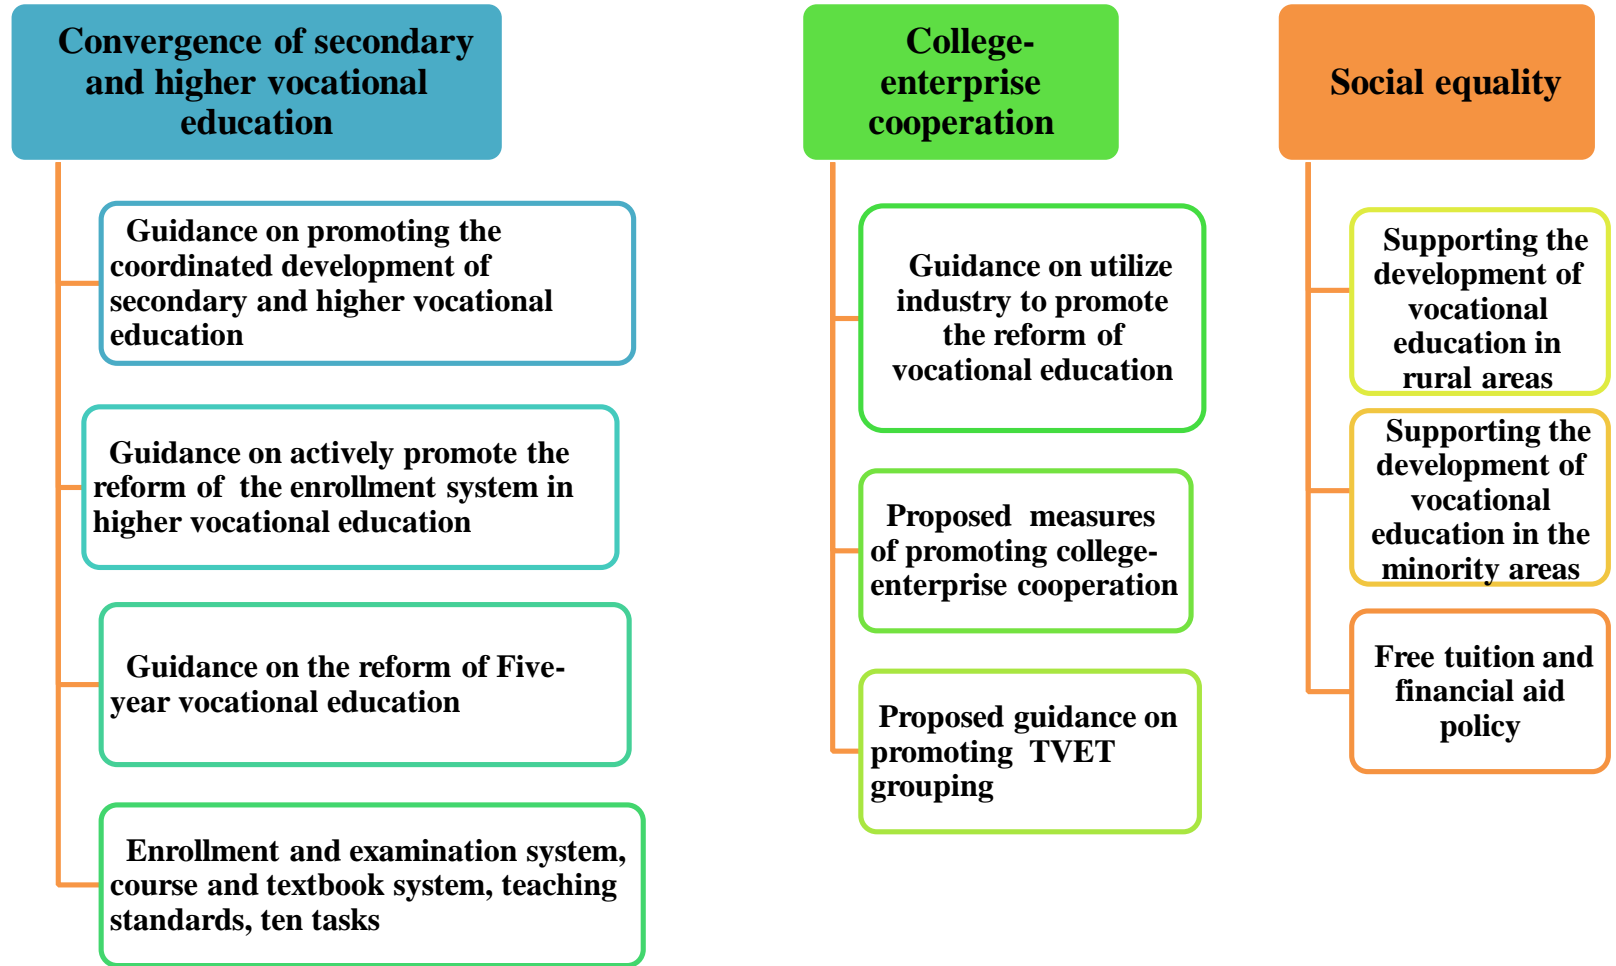 Convergence of secondary
and higher vocational
education
Guidance on promoting the
coordinated development of
secondary and higher vocational
education
Guidance on actively promote the
reform of the enrollment system in
higher vocational education
Guidance on the reform of Five-
year vocational education
Enrollment and examination system,
course and textbook system, teaching
standards, ten tasks
College-
enterprise
cooperation
Guidance on utilize
industry to promote
the reform of
vocational education
Proposed measures
of promoting college-
enterprise cooperation
Proposed guidance on
promoting TVET
grouping
Social equality
Supporting the
development of
vocational
education in
rural areas
Supporting the
development of
vocational
education in the
minority areas
Free tuition and
financial aid
policy